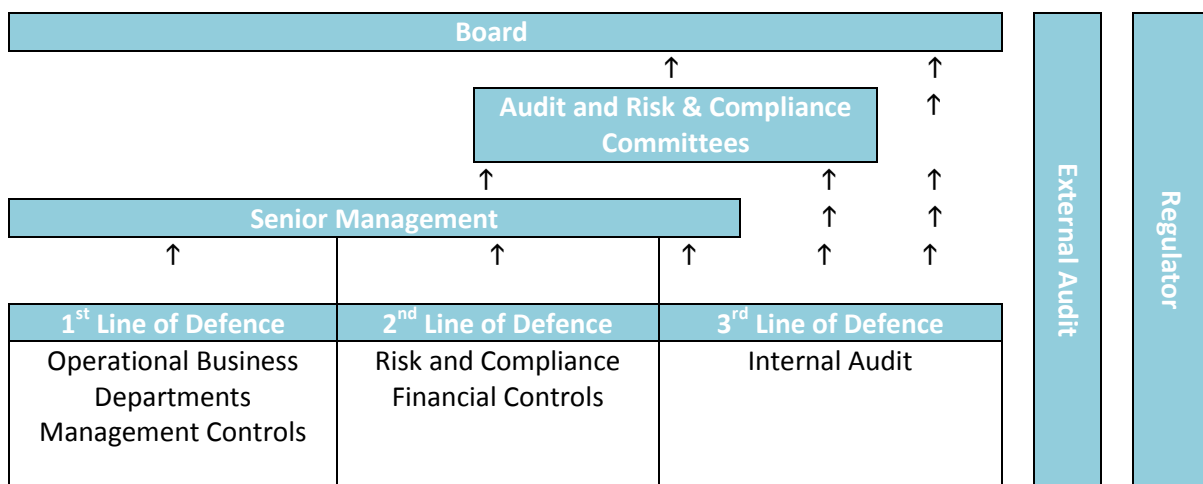 Board
↑ ↑
Audit and Risk & Compliance ↑
Committees
↑ ↑ ↑
Senior Management ↑ ↑
↑ ↑ ↑ ↑ ↑
1st Line of Defence 2nd Line of Defence 3rd Line of Defence
Operational Business Risk and Compliance Internal Audit
Departments Financial Controls
Management Controls
External Audit
Regulator